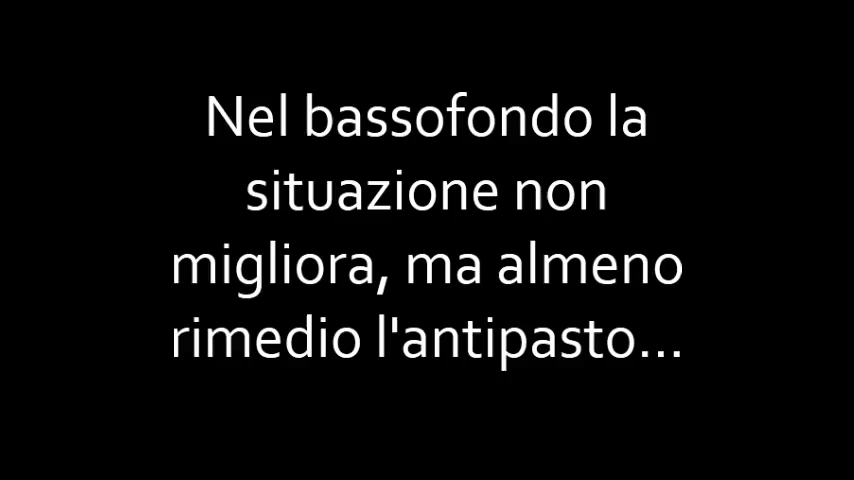 Nel bassofondo la
situazione non
migliora, ma almeno
rimedio l'antipasto...